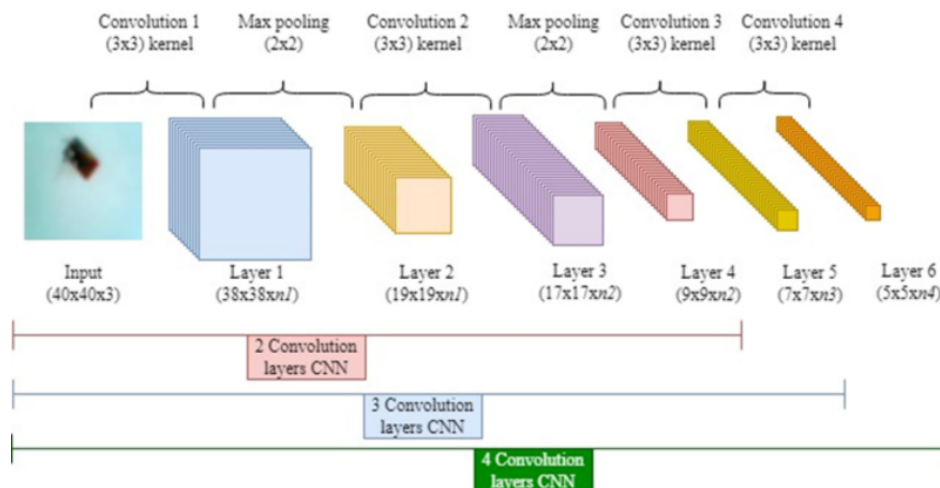 Convolution 1
(3x3) kernel
Max pooling
(2x2)
Convolution 2
(3x3) kernel
Max pooling
(2x2)
Convolution 3
(3x3) kernel
Convolution 4
(3x3) kernel
Input
(40x40x3)
Layer 1
(38x38xn1)
Layer 2
(19x19xn1)
Layer 3
(17x17xn2)
Layer 4
(9x9xn2)
Layer 5
(7x7xn3)
Layer 6
(5x5xn4)
2 Convolution
layers CNN
3 Convolution
layers CNN
4 Convolution
layers CNN